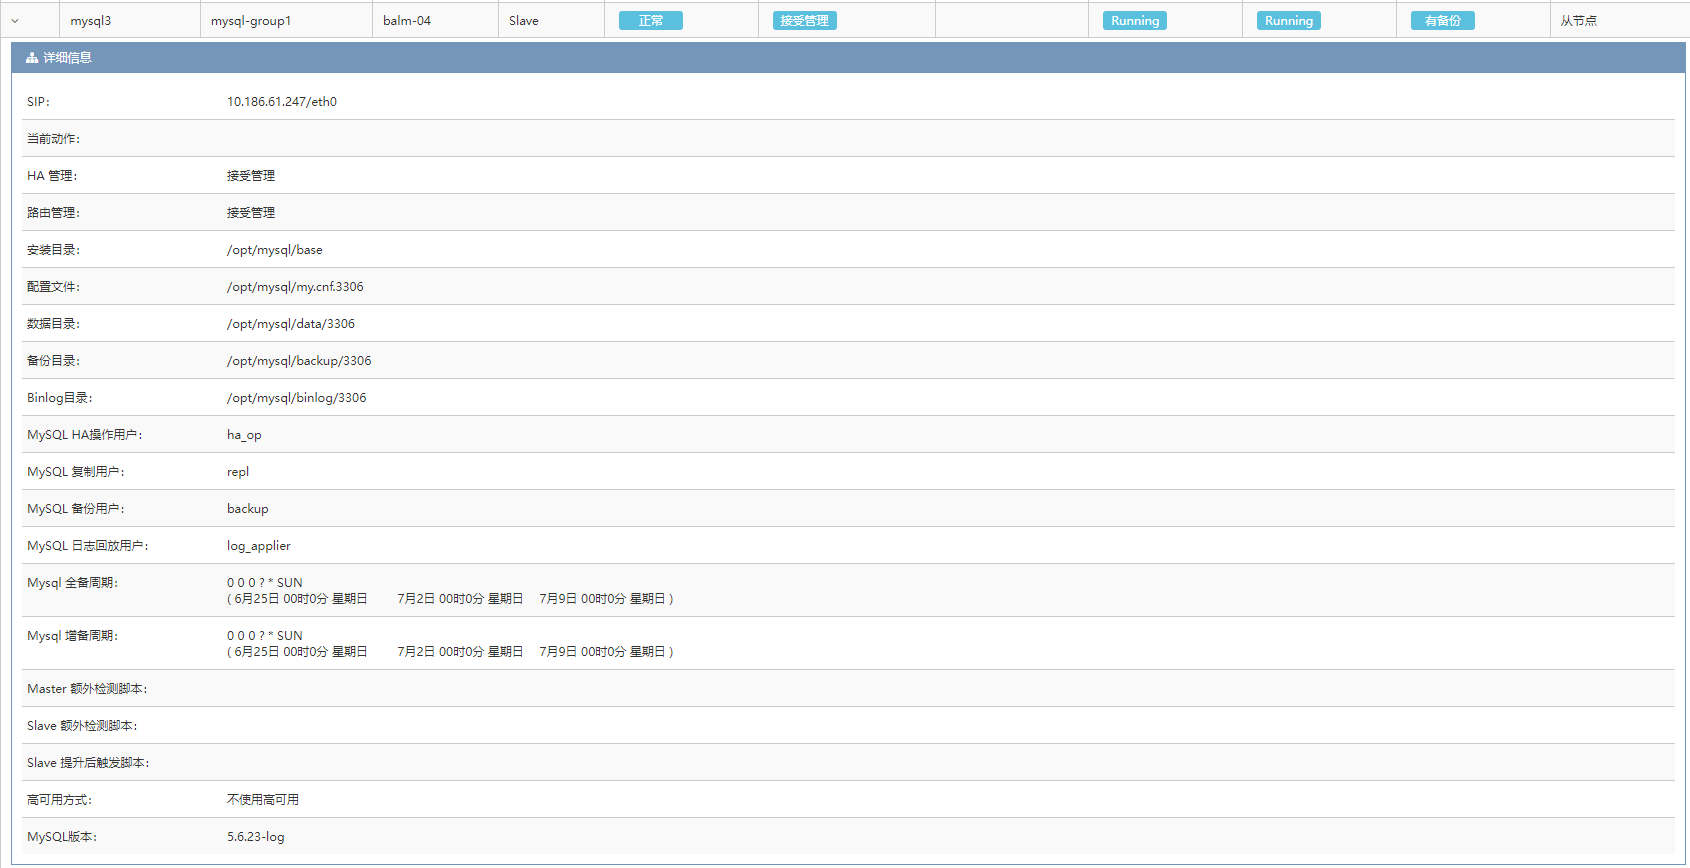 mysql3 mysql-group1 balm-04 Slave 正常 接受管理 Running Running 有备份 从节点
详细信息
SIP: 10.186.61.247/eth0
当前动作:
HA 管理: 接受管理
路由管理: 接受管理
安装目录: /opt/mysql/base
配置文件: /opt/mysql/my.cnf.3306
数据目录: /opt/mysql/data/3306
备份目录: /opt/mysql/backup/3306
Binlog目录: /opt/mysql/binlog/3306
MySQL HA操作用户: ha_op
MySQL 复制用户: repl
MySQL 备份用户: backup
MySQL 日志回放用户: log_applier
Mysql 全备周期: 0 0 0 ? * SUN
( 6月25日 00时0分 星期日 7月2日 00时0分 星期日 7月9日 00时0分 星期日 )
Mysql 增备周期: 0 0 0 ? * SUN
( 6月25日 00时0分 星期日 7月2日 00时0分 星期日 7月9日 00时0分 星期日 )
Master 额外检测脚本:
Slave 额外检测脚本:
Slave 提升后触发脚本:
高可用方式: 不使用高可用
MySQL版本: 5.6.23-log